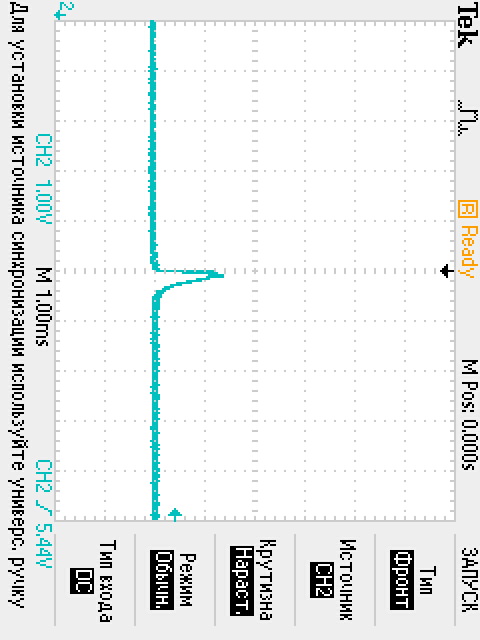 Tek R Ready M Pos: 0.000s ЗАПУСК
Тип
Фронт
Источник
CH2
Крутизна
Нараст
Режим
Обычн.
Тип входа
DC
2
CH2 1.00V M 1.00ms CH2 / 5.44V
Для установки источника синхронизации используйте универс. ручку